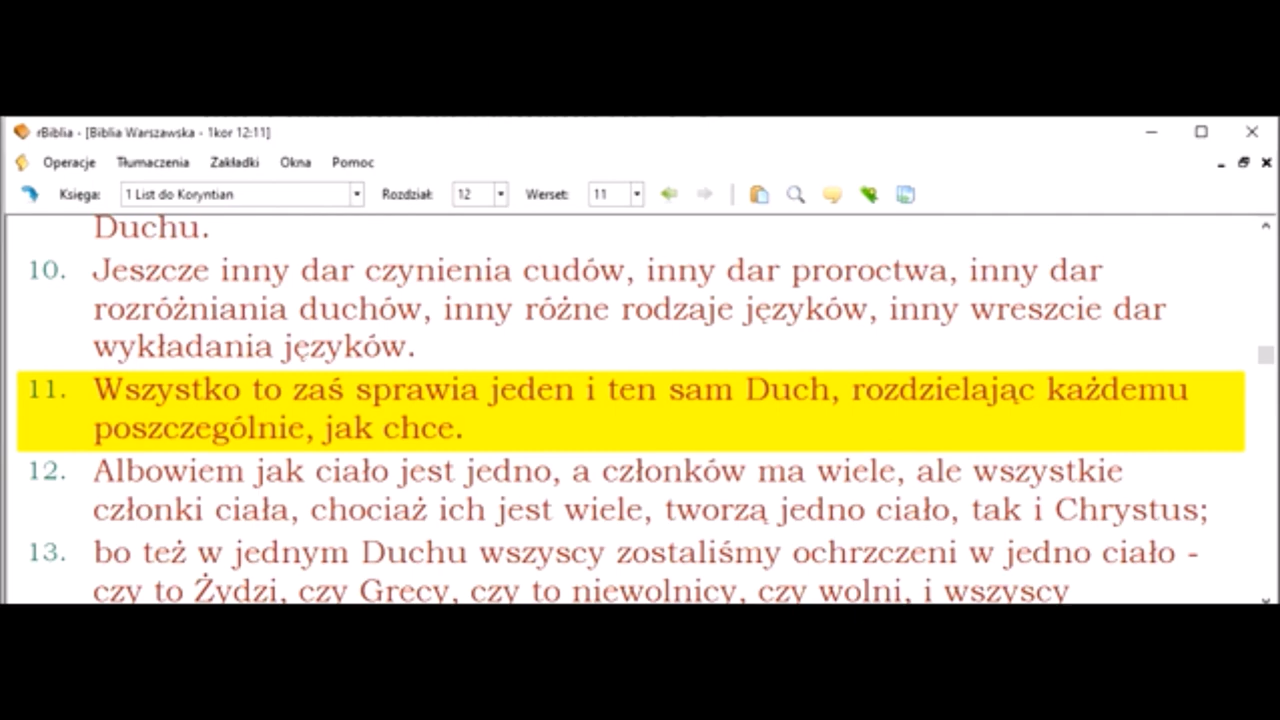 rBiblia - [Biblia Warszawska - 1kor 12:11]
Operacje Tłumaczenia Zakładki Okna Pomoc
Księga: 1 List do Koryntian Rozdział: 12 Werset: 11
Duchu.
10. Jeszcze inny dar czynienia cudów, inny dar proroctwa, inny dar
rozróżniania duchów, inny różne rodzaje języków, inny wreszcie dar
wykładania języków.
11. Wszystko to zaś sprawia jeden i ten sam Duch, rozdzielając każdemu
poszczególnie, jak chce.
12. Albowiem jak ciało jest jedno, a członków ma wiele, ale wszystkie
członki ciała, chociaż ich jest wiele, tworzą jedno ciało, tak i Chrystus;
13. bo też w jednym Duchu wszyscy zostaliśmy ochrzczeni w jedno ciało -
czy to Żydzi, czy Grecy, czy to niewolnicy, czy wolni, i wszyscy